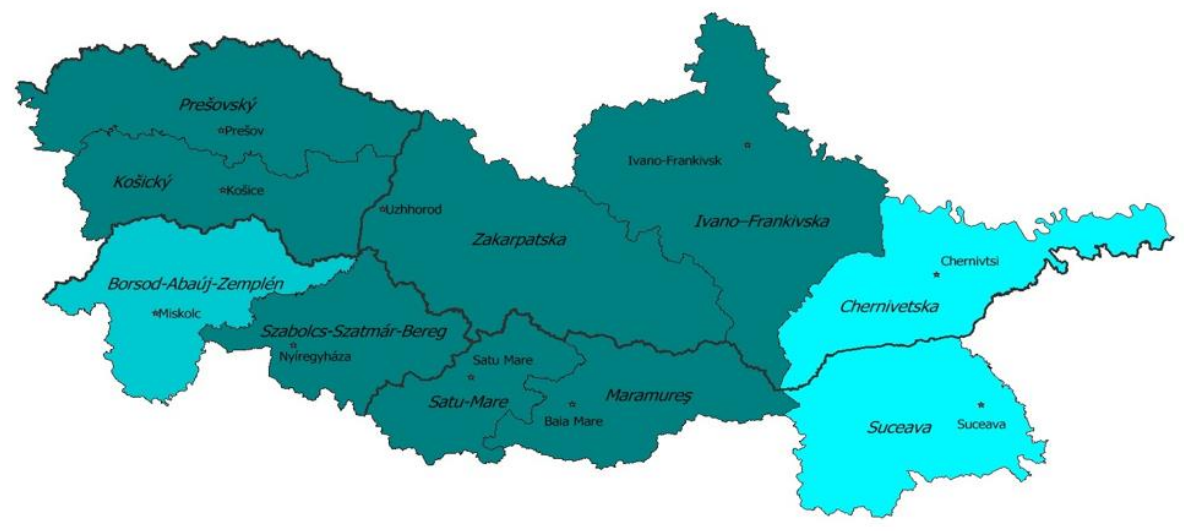 Prešovský
Prešov
Košický
Košice
Uzhhorod
Zakarpatska
Ivano-Frankivsk
Ivano–Frankivska
Chernivtsi
Chernivetska
Borsod-Abaúj-Zemplén
Miskolc
Szabolcs-Szatmár-Bereg
Nyíregyháza
Satu Mare
Satu-Mare
Maramureş
Baia Mare
Suceava
Suceava